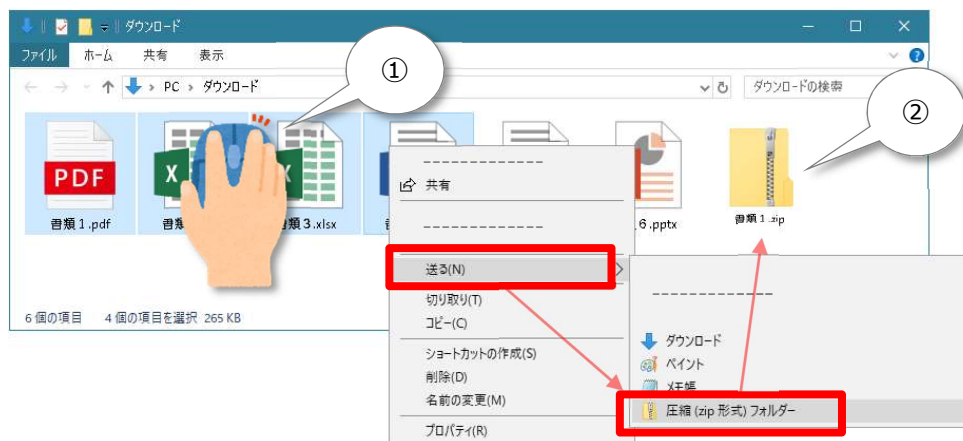 ダウンロード
ファイル ホーム 共有 表示
①
PC › ダウンロード
ダウンロードの検索
②
PDF
X
X
書類1.pdf
書類
類3.xlsx
6.pptx
書類1.zip
共有
送る(N)
切り取り(T)
コピー(C)
ショートカットの作成(S)
削除(D)
名前の変更(M)
プロパティ(R)
ダウンロード
ペイント
メモ帳
圧縮 (zip 形式) フォルダー
6 個の項目 4 個の項目を選択 265 KB